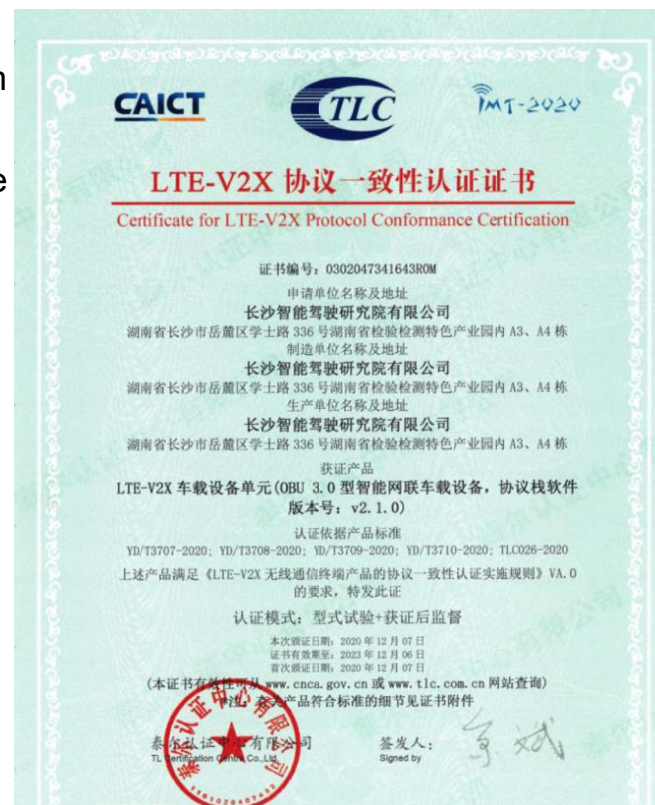 n
e
CAICT
TLC
IMT-2020
LTE-V2X 协议一致性认证证书
Certificate for LTE-V2X Protocol Conformance Certification
证书编号：0302047341643R0M
申请单位名称及地址
长沙智能驾驶研究院有限公司
湖南省长沙市岳麓区学士路 336 号湖南省检验检测特色产业园内 A3、A4 栋
制造单位名称及地址
长沙智能驾驶研究院有限公司
湖南省长沙市岳麓区学士路 336 号湖南省检验检测特色产业园内 A3、A4 栋
生产单位名称及地址
长沙智能驾驶研究院有限公司
湖南省长沙市岳麓区学士路 336 号湖南省检验检测特色产业园内 A3、A4 栋
获证产品
LTE-V2X 车载设备单元(OBU 3.0 型智能网联车载设备，协议栈软件
版本号：v2.1.0)
认证依据产品标准
YD/T3707-2020; YD/T3708-2020; YD/T3709-2020; YD/T3710-2020; TLC026-2020
上述产品满足《LTE-V2X 无线通信终端产品的协议一致性认证实施规则》VA.0
的要求，特发此证
认证模式：型式试验+获证后监督
本次颁证日期：2020 年 12 月 07 日
证书有效期至：2023 年 12 月 06 日
首次颁证日期：2020 年 12 月 07 日
(本证书有效性可从 www.cnca.gov.cn 或 www.tlc.com.cn 网站查询)
产品符合标准的细节见证书附件
泰尔认证中心有限公司
TL Certification Centre Co.,Ltd
签发人：
Signed by